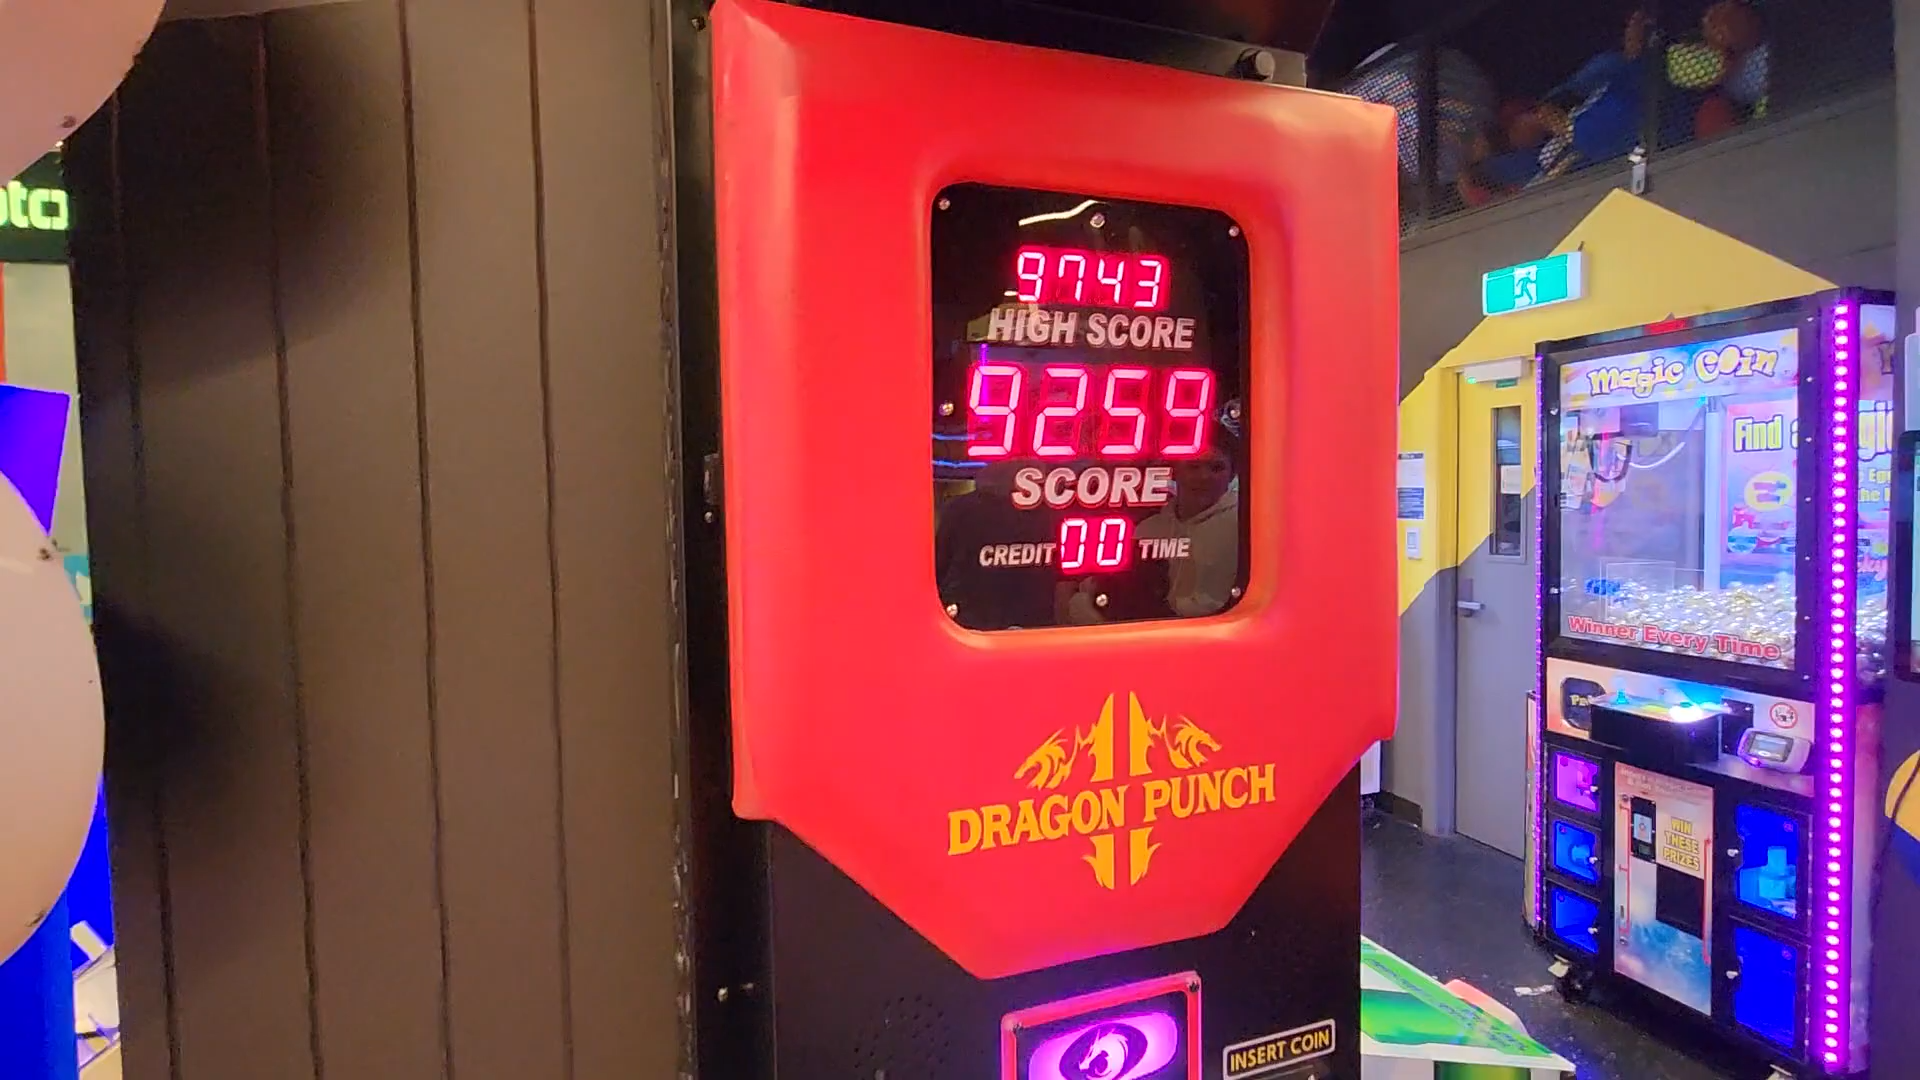 9743
HIGH SCORE
9259
SCORE
CREDIT 00 TIME
DRAGON PUNCH
INSERT COIN
magic coin
Find
Winner Every Time
WIN
THESE
PRIZES